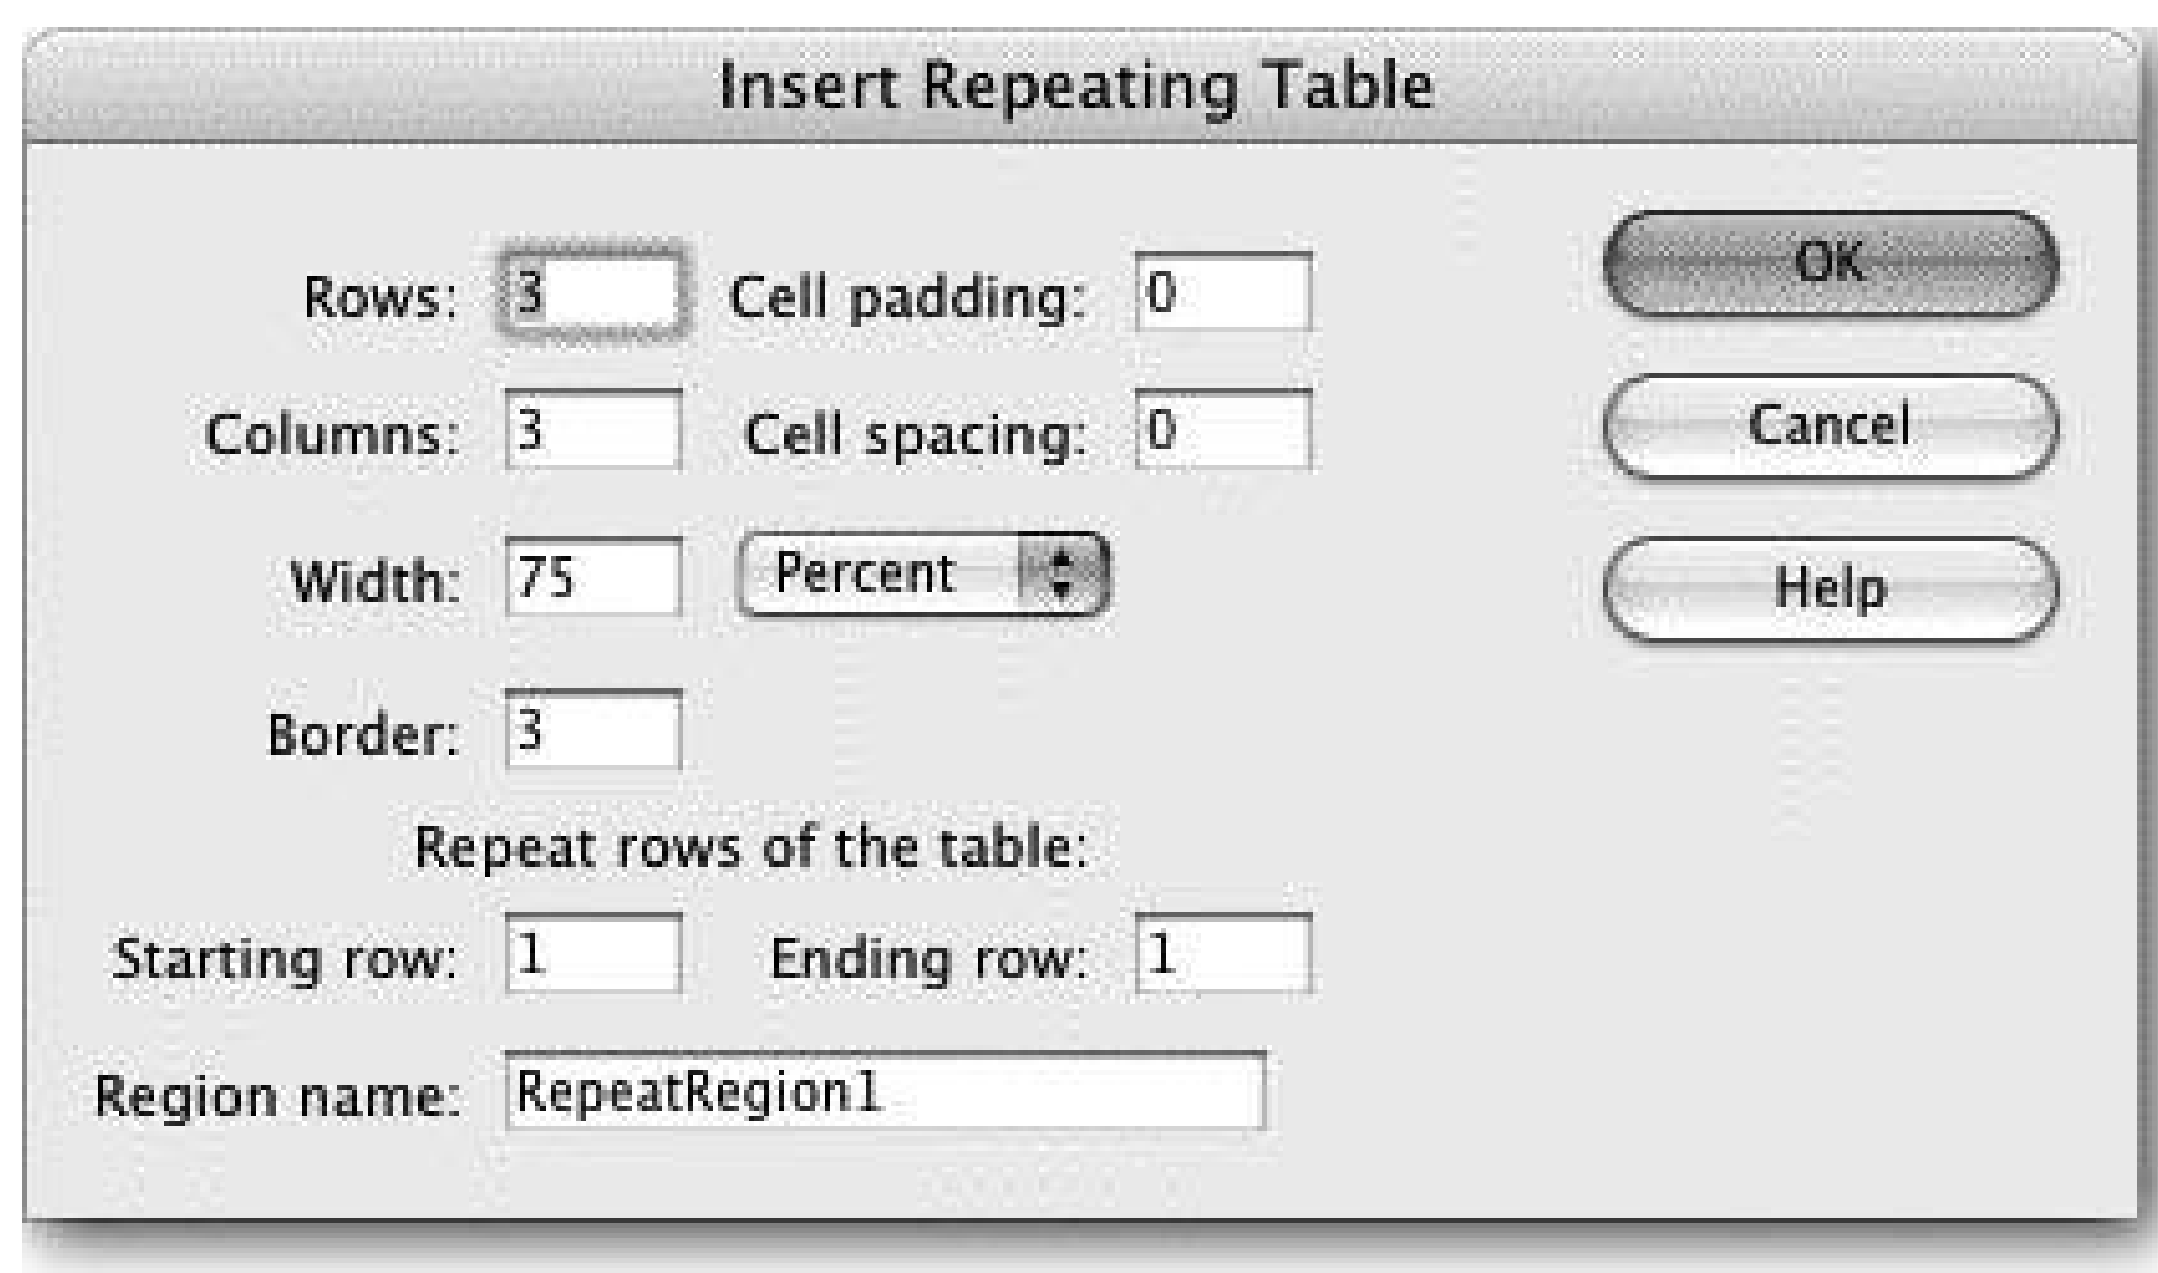 Insert Repeating Table
Rows: 3 Cell padding: 0
OK
Columns: 3 Cell spacing: 0
Cancel
Width: 75 Percent
Help
Border: 3
Repeat rows of the table:
Starting row: 1 Ending row: 1
Region name: RepeatRegion1